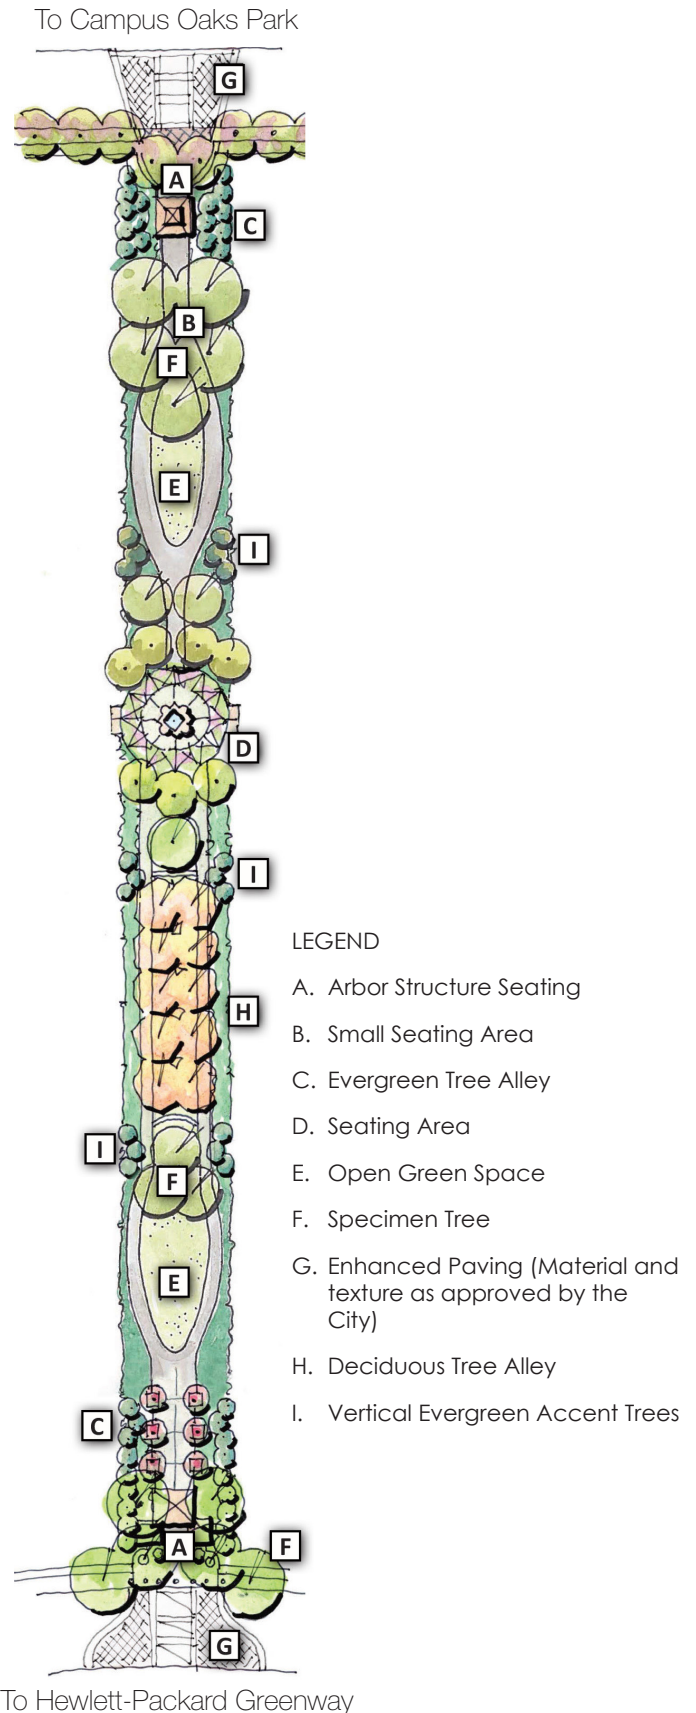 To Campus Oaks Park
G
A
C
B
F
E
I
D
I
LEGEND
A. Arbor Structure Seating
H
B. Small Seating Area
C. Evergreen Tree Alley
D. Seating Area
I
E. Open Green Space
F
F. Specimen Tree
G. Enhanced Paving (Material and
texture as approved by the
City)
E
H. Deciduous Tree Alley
I. Vertical Evergreen Accent Trees
C
A
F
G
To Hewlett-Packard Greenway